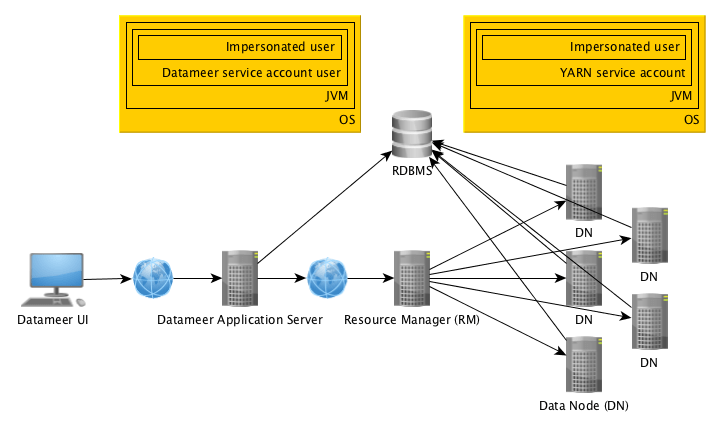 Impersonated user
Datameer service account user
JVM
OS
Impersonated user
YARN service account
JVM
OS
RDBMS
DN
DN
Datameer UI
Datameer Application Server
Resource Manager (RM)
DN
DN
Data Node (DN)